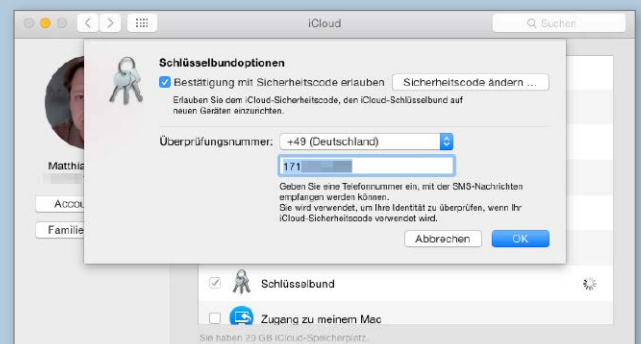 iCloud
Suchen
Schlüsselbundoptionen
Bestätigung mit Sicherheitscode erlauben
Sicherheitscode ändern ...
Erlauben Sie dem iCloud-Sicherheitscode, den iCloud-Schlüsselbund auf
neuen Geräten einzurichten.
Überprüfungsnummer:
+49 (Deutschland)
171
Geben Sie eine Telefonnummer ein, mit der SMS-Nachrichten
empfangen werden können.
Sie wird verwendet, um Ihre Identität zu überprüfen, wenn Ihr
iCloud-Sicherheitscode verwendet wird.
Matthia
Accou
Familie
Abbrechen
OK
Schlüsselbund
Zugang zu meinem Mac
Sie haben 29 GB iCloud-Speicherplatz.